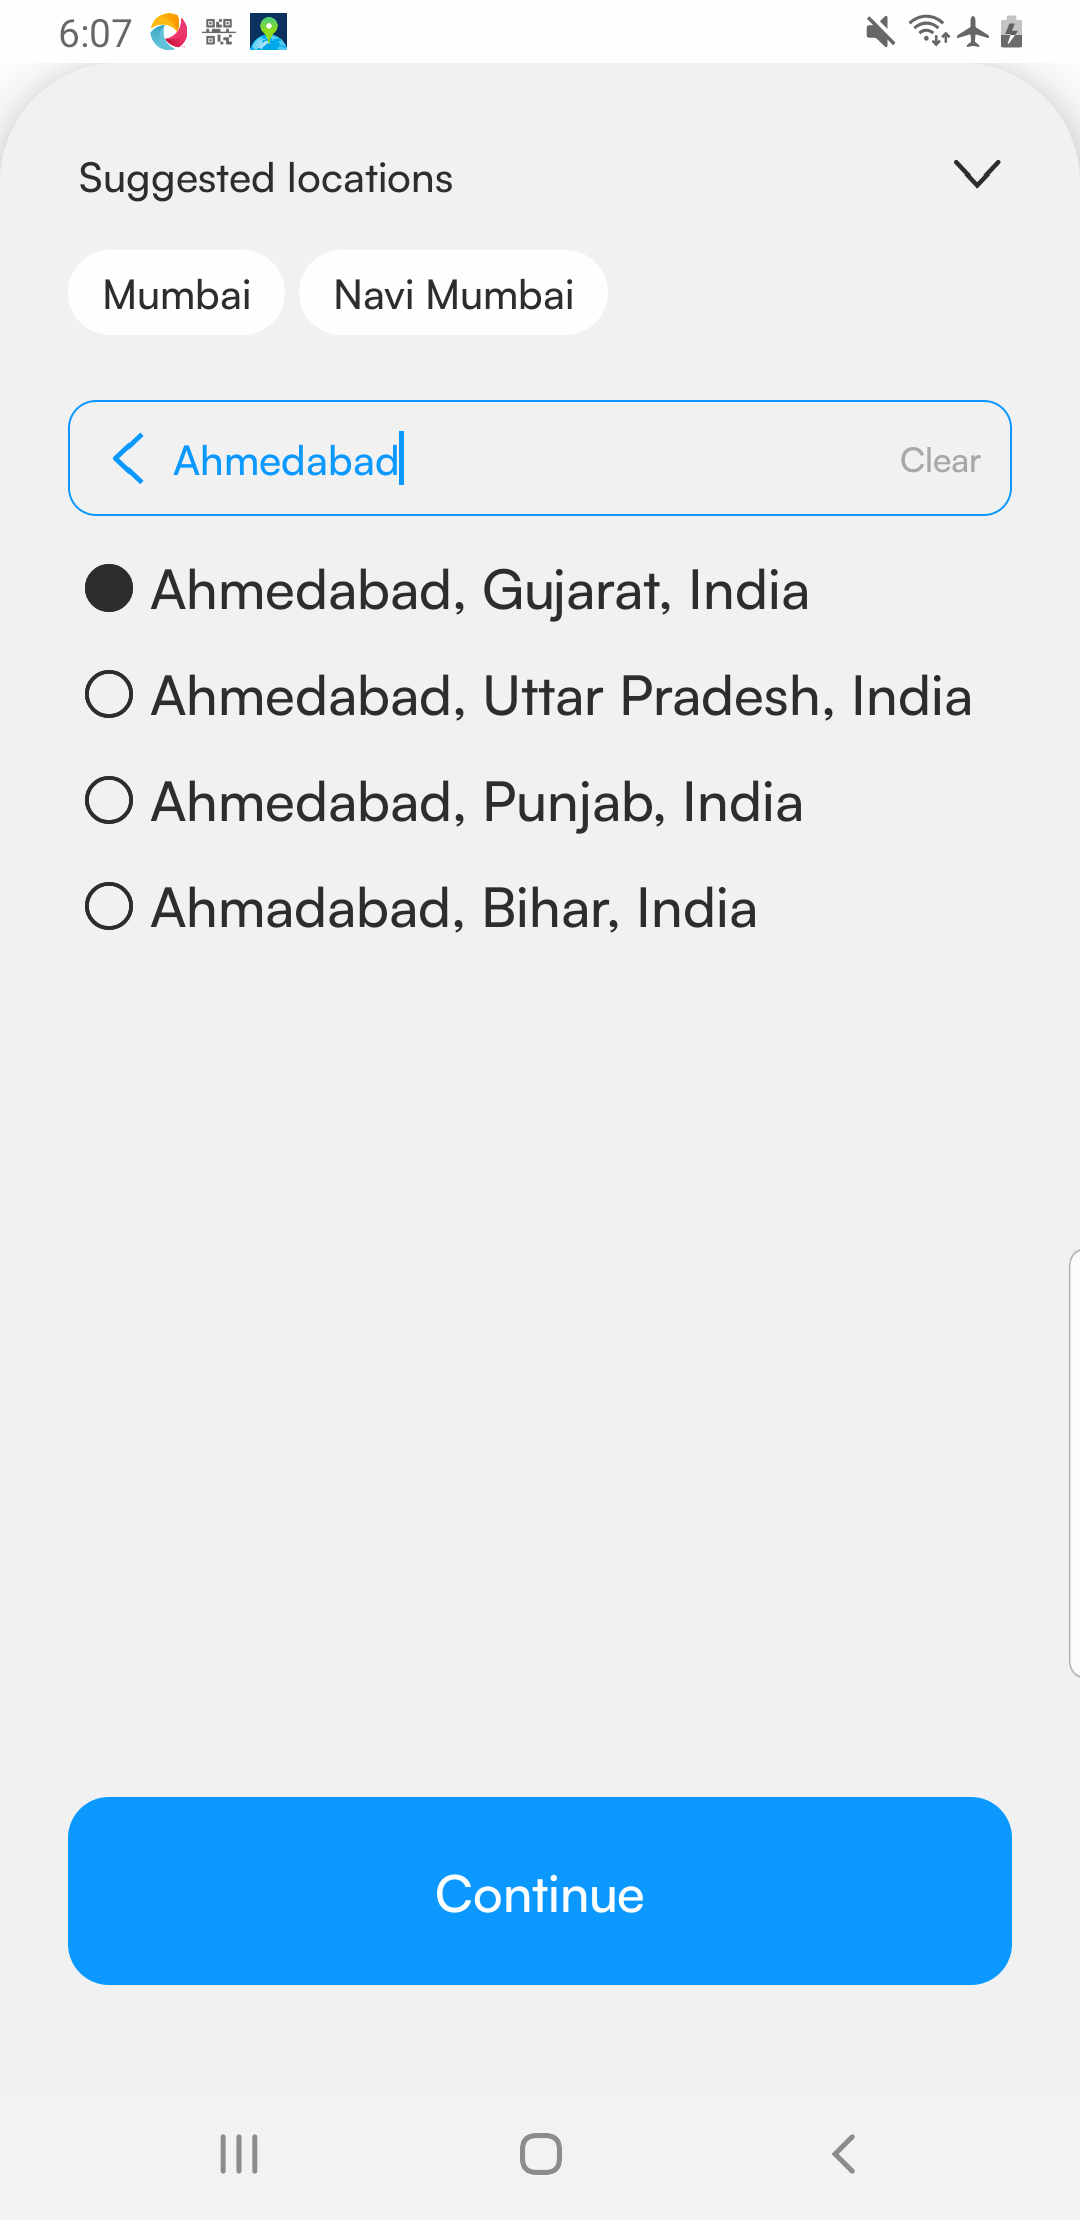 6:07
Suggested locations
Mumbai Navi Mumbai
Ahmedabad Clear
Ahmedabad, Gujarat, India
Ahmedabad, Uttar Pradesh, India
Ahmedabad, Punjab, India
Ahmadabad, Bihar, India
Continue